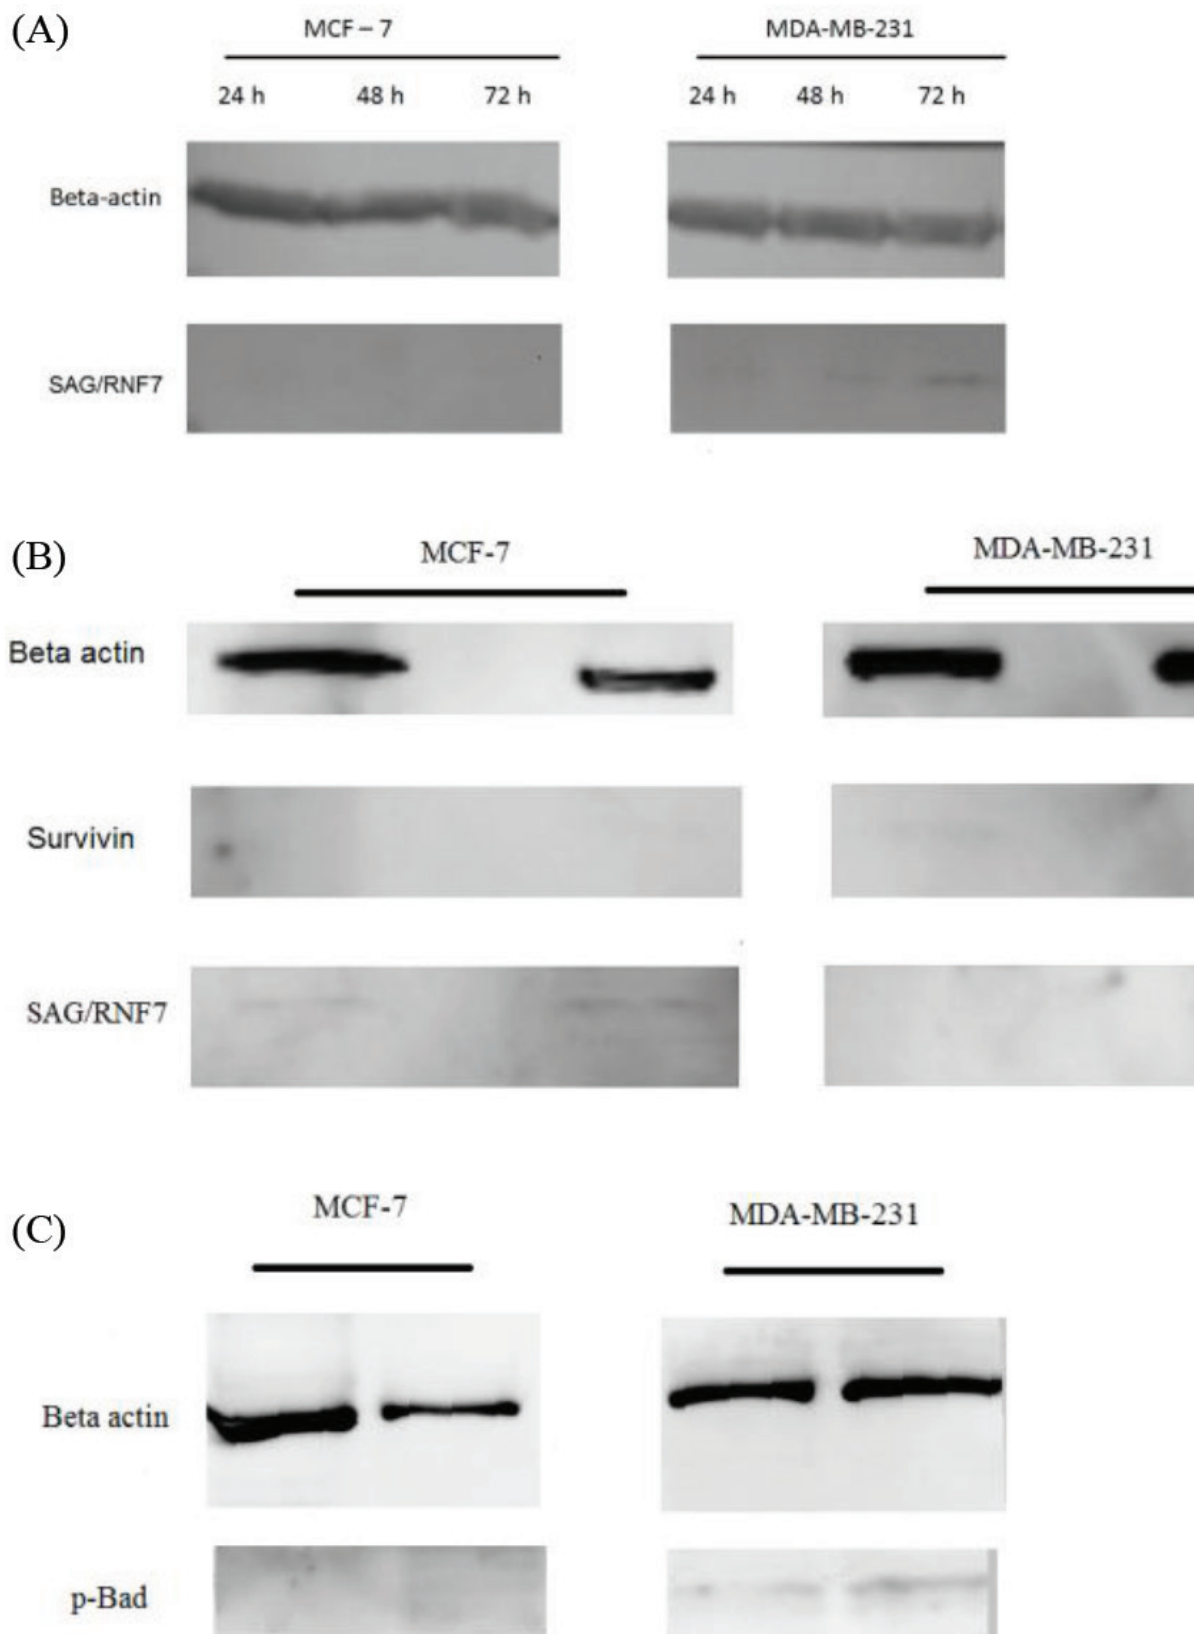 (A)
MCF – 7
MDA-MB-231
24 h 48 h 72 h 24 h 48 h 72 h
Beta-actin
SAG/RNF7
(B)
MCF-7
MDA-MB-231
Beta actin
Survivin
SAG/RNF7
(C)
MCF-7
MDA-MB-231
Beta actin
p-Bad